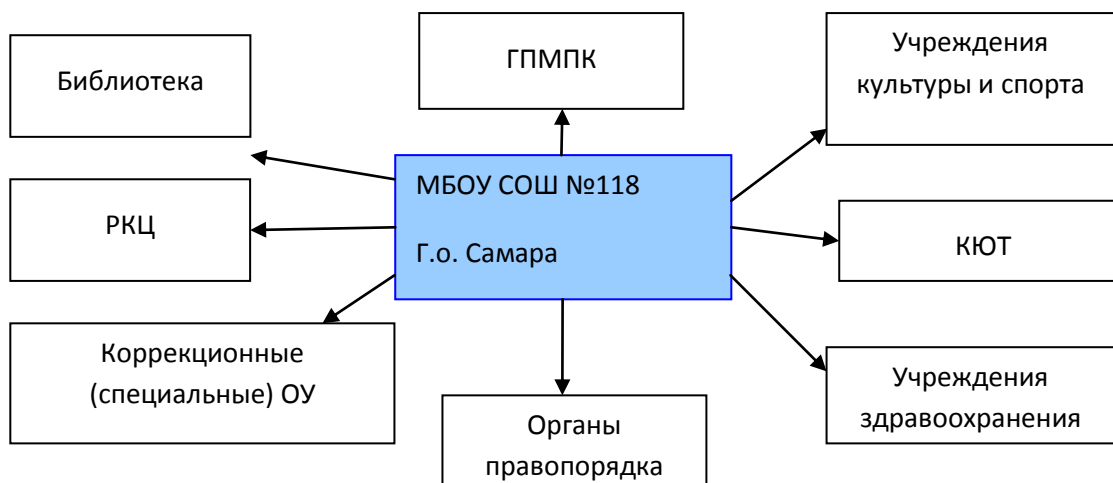 Библиотека
ГПМПК
Учреждения
культуры и спорта
МБОУ СОШ №118
Г.о. Самара
РКЦ
КЮТ
Коррекционные
(специальные) ОУ
Органы
правопорядка
Учреждения
здравоохранения